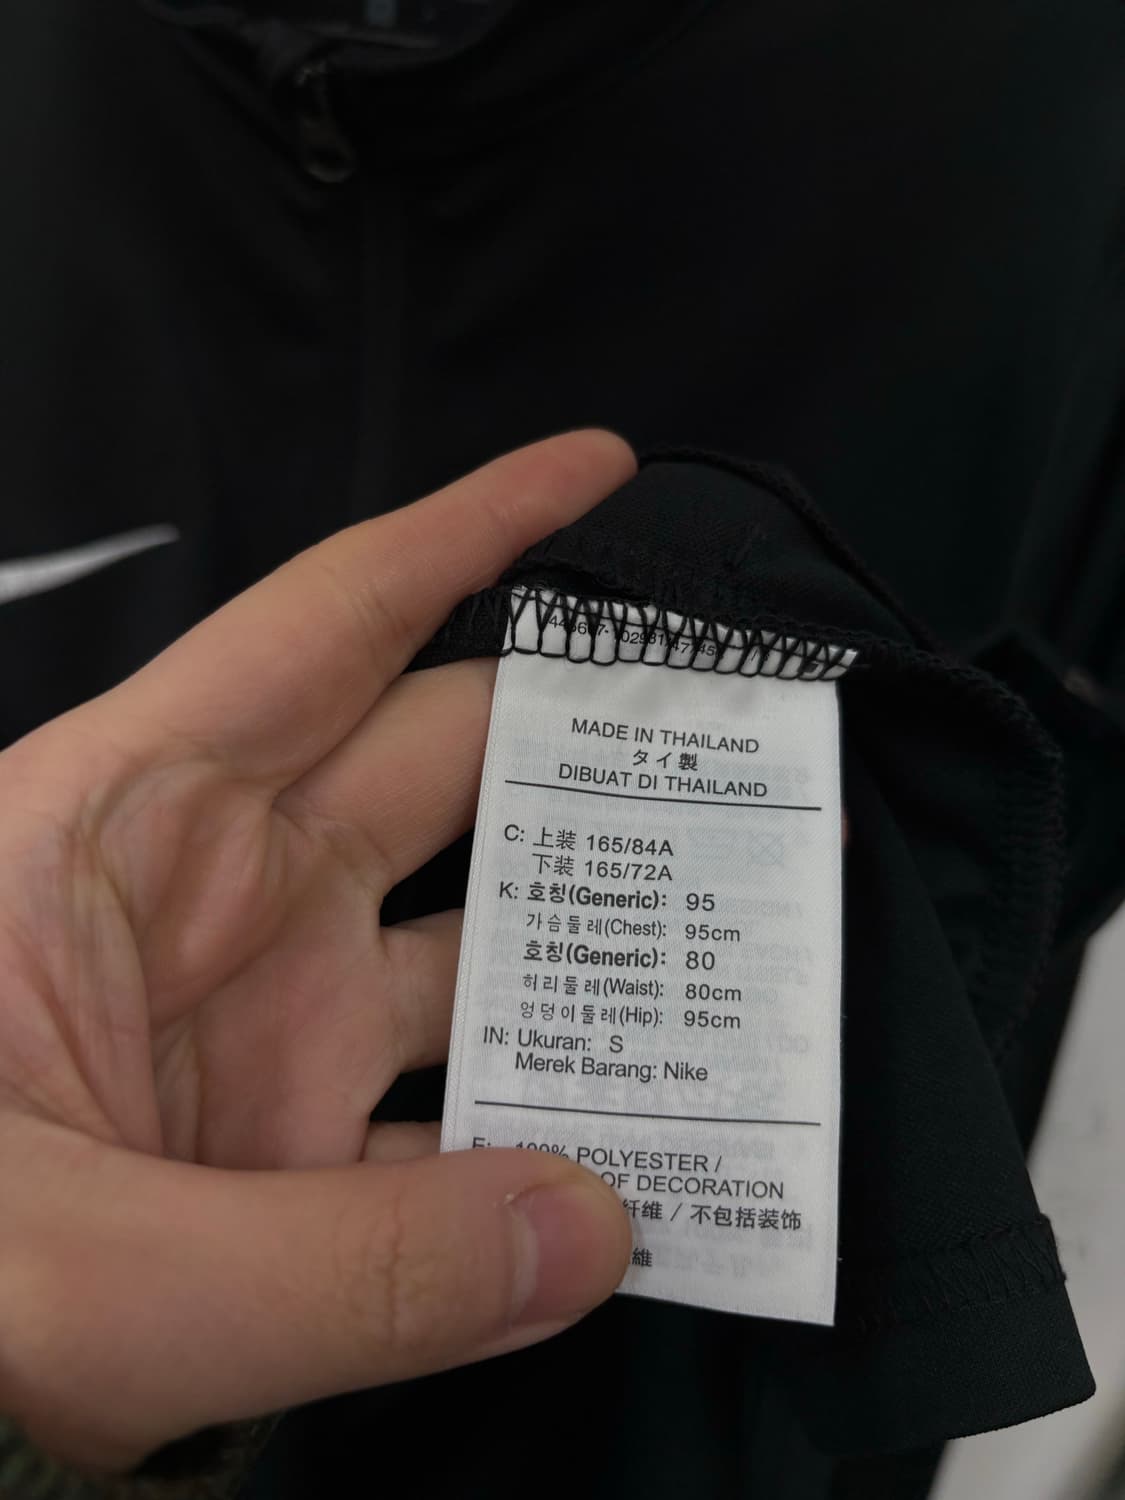 MADE IN THAILAND
タイ製
DIBUAT DI THAILAND
C: 上装 165/84A
下装 165/72A
K: 호칭(Generic): 95
가슴둘레(Chest): 95cm
호칭(Generic): 80
허리둘레(Waist): 80cm
엉덩이둘레(Hip): 95cm
IN: Ukuran: S
Merek Barang: Nike
100% POLYESTER /
OF DECORATION
纤维 / 不包括装饰
維